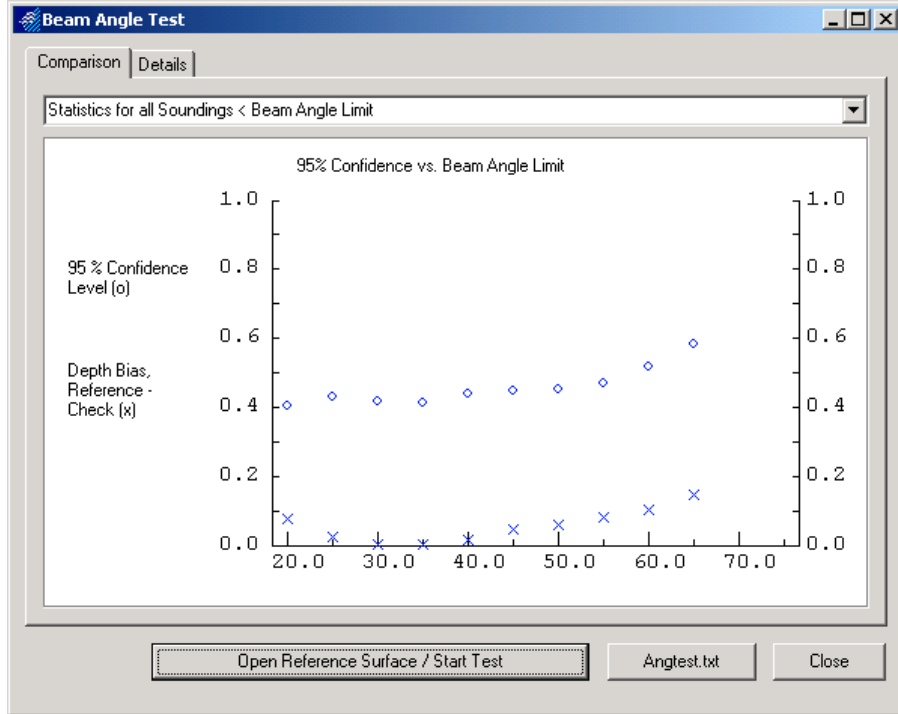 Beam Angle Test
Comparison
Details
Statistics for all Soundings < Beam Angle Limit
95% Confidence vs. Beam Angle Limit
95 % Confidence
Level (o)
Depth Bias,
Reference -
Check (x)
1.0
0.8
0.6
0.4
0.2
0.0
1.0
0.8
0.6
0.4
0.2
0.0
20.0 30.0 40.0 50.0 60.0 70.0
Open Reference Surface / Start Test
Angtest.txt
Close